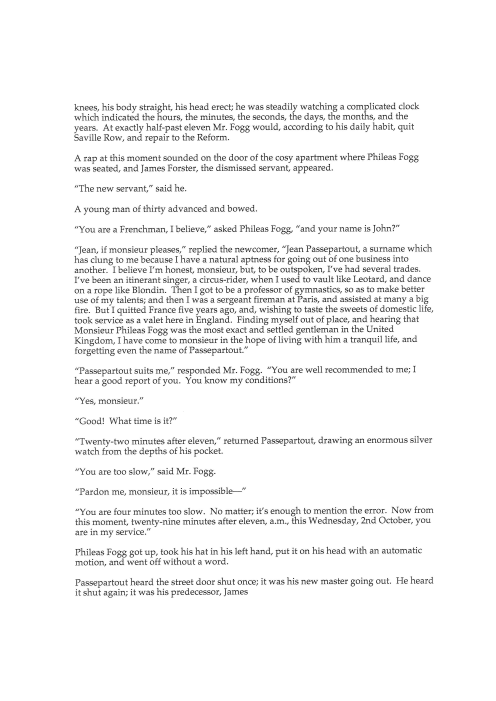 knees, his body straight, his head erect; he was steadily watching a complicated clock
which indicated the hours, the minutes, the seconds, the days, the months, and the
years.  At exactly half-past eleven Mr. Fogg would, according to his daily habit, quit
Saville Row, and repair to the Reform.
A rap at this moment sounded on the door of the cosy apartment where Phileas Fogg
was seated, and James Forster, the dismissed servant, appeared.
“The new servant,” said he.
A young man of thirty advanced and bowed.
“You are a Frenchman, I believe,” asked Phileas Fogg, “and your name is John?”
“Jean, if monsieur pleases,” replied the newcomer, “Jean Passepartout, a surname which
has clung to me because I have a natural aptness for going out of one business into
another.  I believe I’m honest, monsieur, but, to be outspoken, I’ve had several trades.
I’ve been an itinerant singer, a circus-rider, when I used to vault like Leotard, and dance
on a rope like Blondin.  Then I got to be a professor of gymnastics, so as to make better
use of my talents; and then I was a sergeant fireman at Paris, and assisted at many a big
fire.  But I quitted France five years ago, and, wishing to taste the sweets of domestic life,
took service as a valet here in England.  Finding myself out of place, and hearing that
Monsieur Phileas Fogg was the most exact and settled gentleman in the United
Kingdom, I have come to monsieur in the hope of living with him a tranquil life, and
forgetting even the name of Passepartout.”
“Passepartout suits me,” responded Mr. Fogg.  “You are well recommended to me; I
hear a good report of you.  You know my conditions?”
“Yes, monsieur.”
“Good!  What time is it?”
“Twenty-two minutes after eleven,” returned Passepartout, drawing an enormous silver
watch from the depths of his pocket.
“You are too slow,” said Mr. Fogg.
“Pardon me, monsieur, it is impossible—”
“You are four minutes too slow.  No matter; it’s enough to mention the error.  Now from
this moment, twenty-nine minutes after eleven, a.m., this Wednesday, 2nd October, you
are in my service.”
Phileas Fogg got up, took his hat in his left hand, put it on his head with an automatic
motion, and went off without a word.
Passepartout heard the street door shut once; it was his new master going out.  He heard
it shut again; it was his predecessor, James